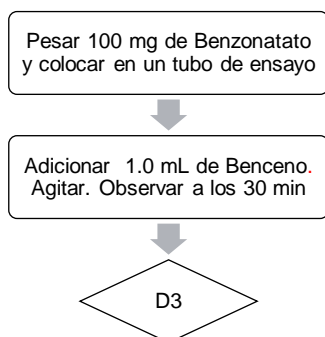 Pesar 100 mg de Benzonatato
y colocar en un tubo de ensayo
Adicionar 1.0 mL de Benceno.
Agitar. Observar a los 30 min
D3